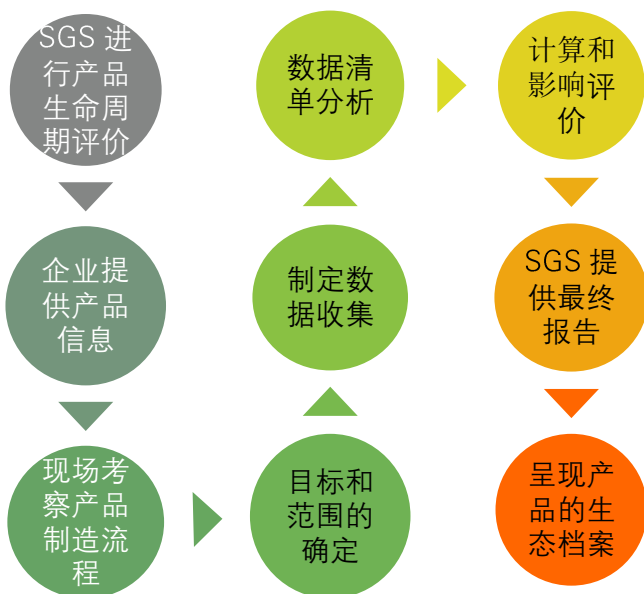 SGS 进
行产品
生命周
期评价
企业提
供产品
信息
现场考
察产品
制造流
程
目标和
范围的
确定
制定数
据收集
数据清
单分析
计算和
影响评
价
SGS 提
供最终
报告
呈现产
品的生
态档案